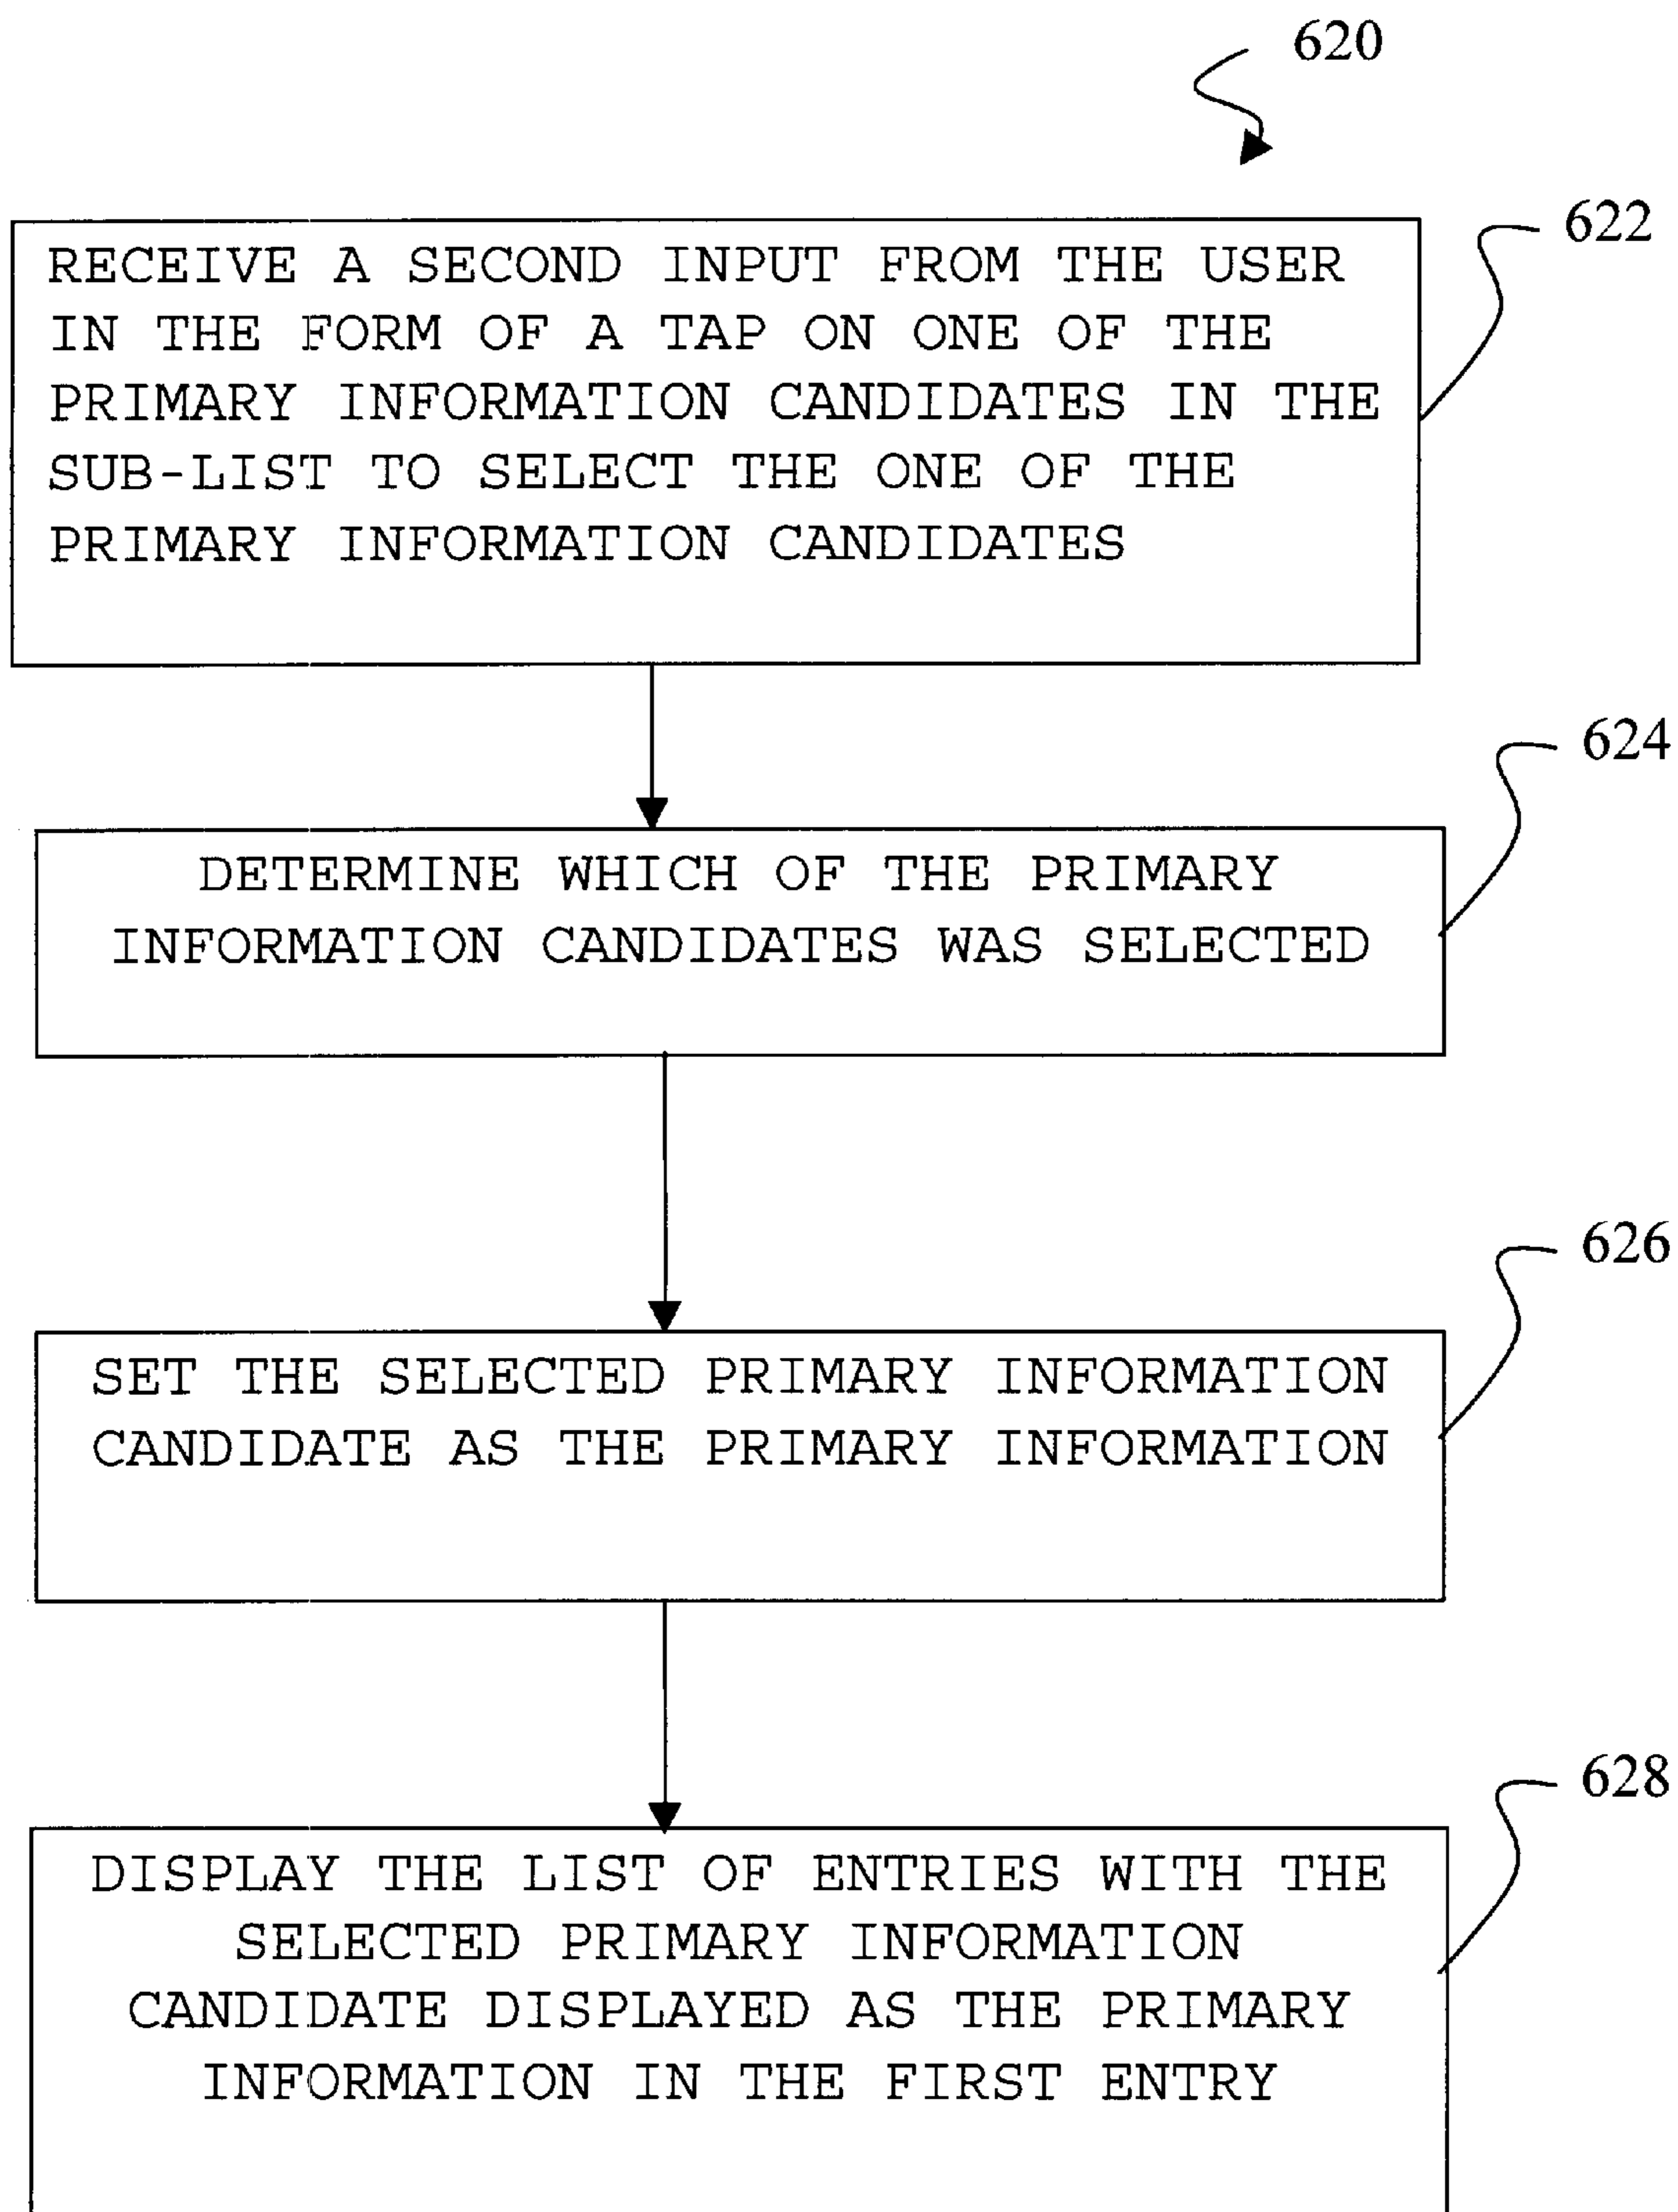 620
622
RECEIVE A SECOND INPUT FROM THE USER
IN THE FORM OF A TAP ON ONE OF THE
PRIMARY INFORMATION CANDIDATES IN THE
SUB-LIST TO SELECT THE ONE OF THE
PRIMARY INFORMATION CANDIDATES
624
DETERMINE WHICH OF THE PRIMARY
INFORMATION CANDIDATES WAS SELECTED
626
SET THE SELECTED PRIMARY INFORMATION
CANDIDATE AS THE PRIMARY INFORMATION
628
DISPLAY THE LIST OF ENTRIES WITH THE
SELECTED PRIMARY INFORMATION
CANDIDATE DISPLAYED AS THE PRIMARY
INFORMATION IN THE FIRST ENTRY